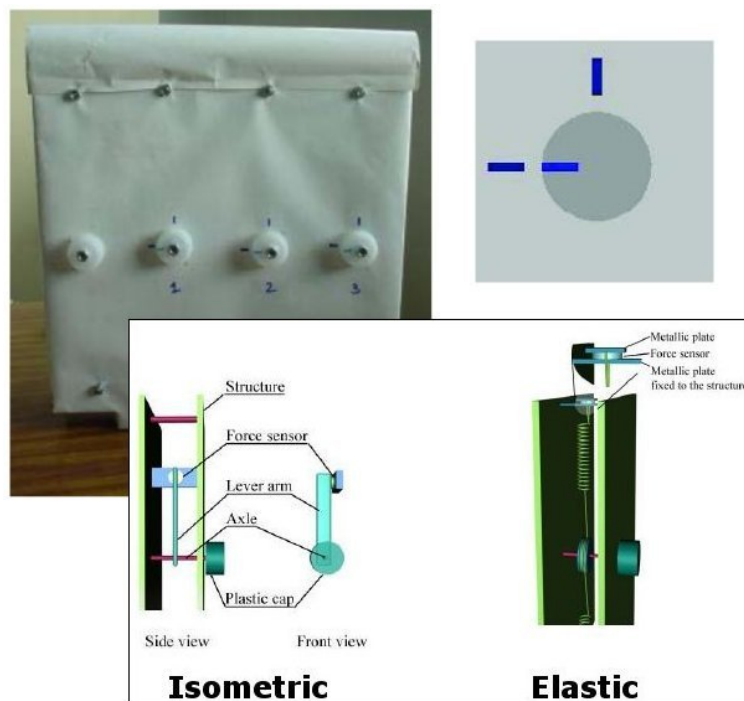 1
2
3
Structure
Force sensor
Lever arm
Axle
Plastic cap
Side view
Front view
Isometric
Metallic plate
Force sensor
Metallic plate
fixed to the structure
Elastic